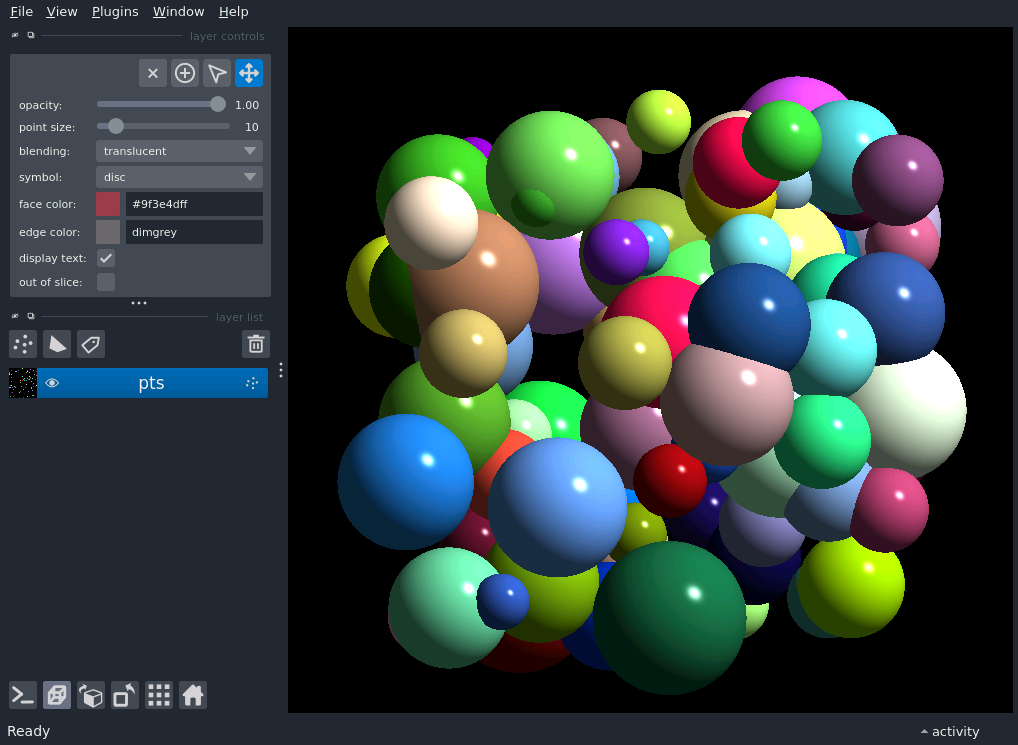 File View Plugins Window Help
layer controls
opacity: 1.00
point size: 10
blending: translucent
symbol: disc
face color: #9f3e4dff
edge color: dimgrey
display text:
out of slice:
layer list
pts
Ready
activity